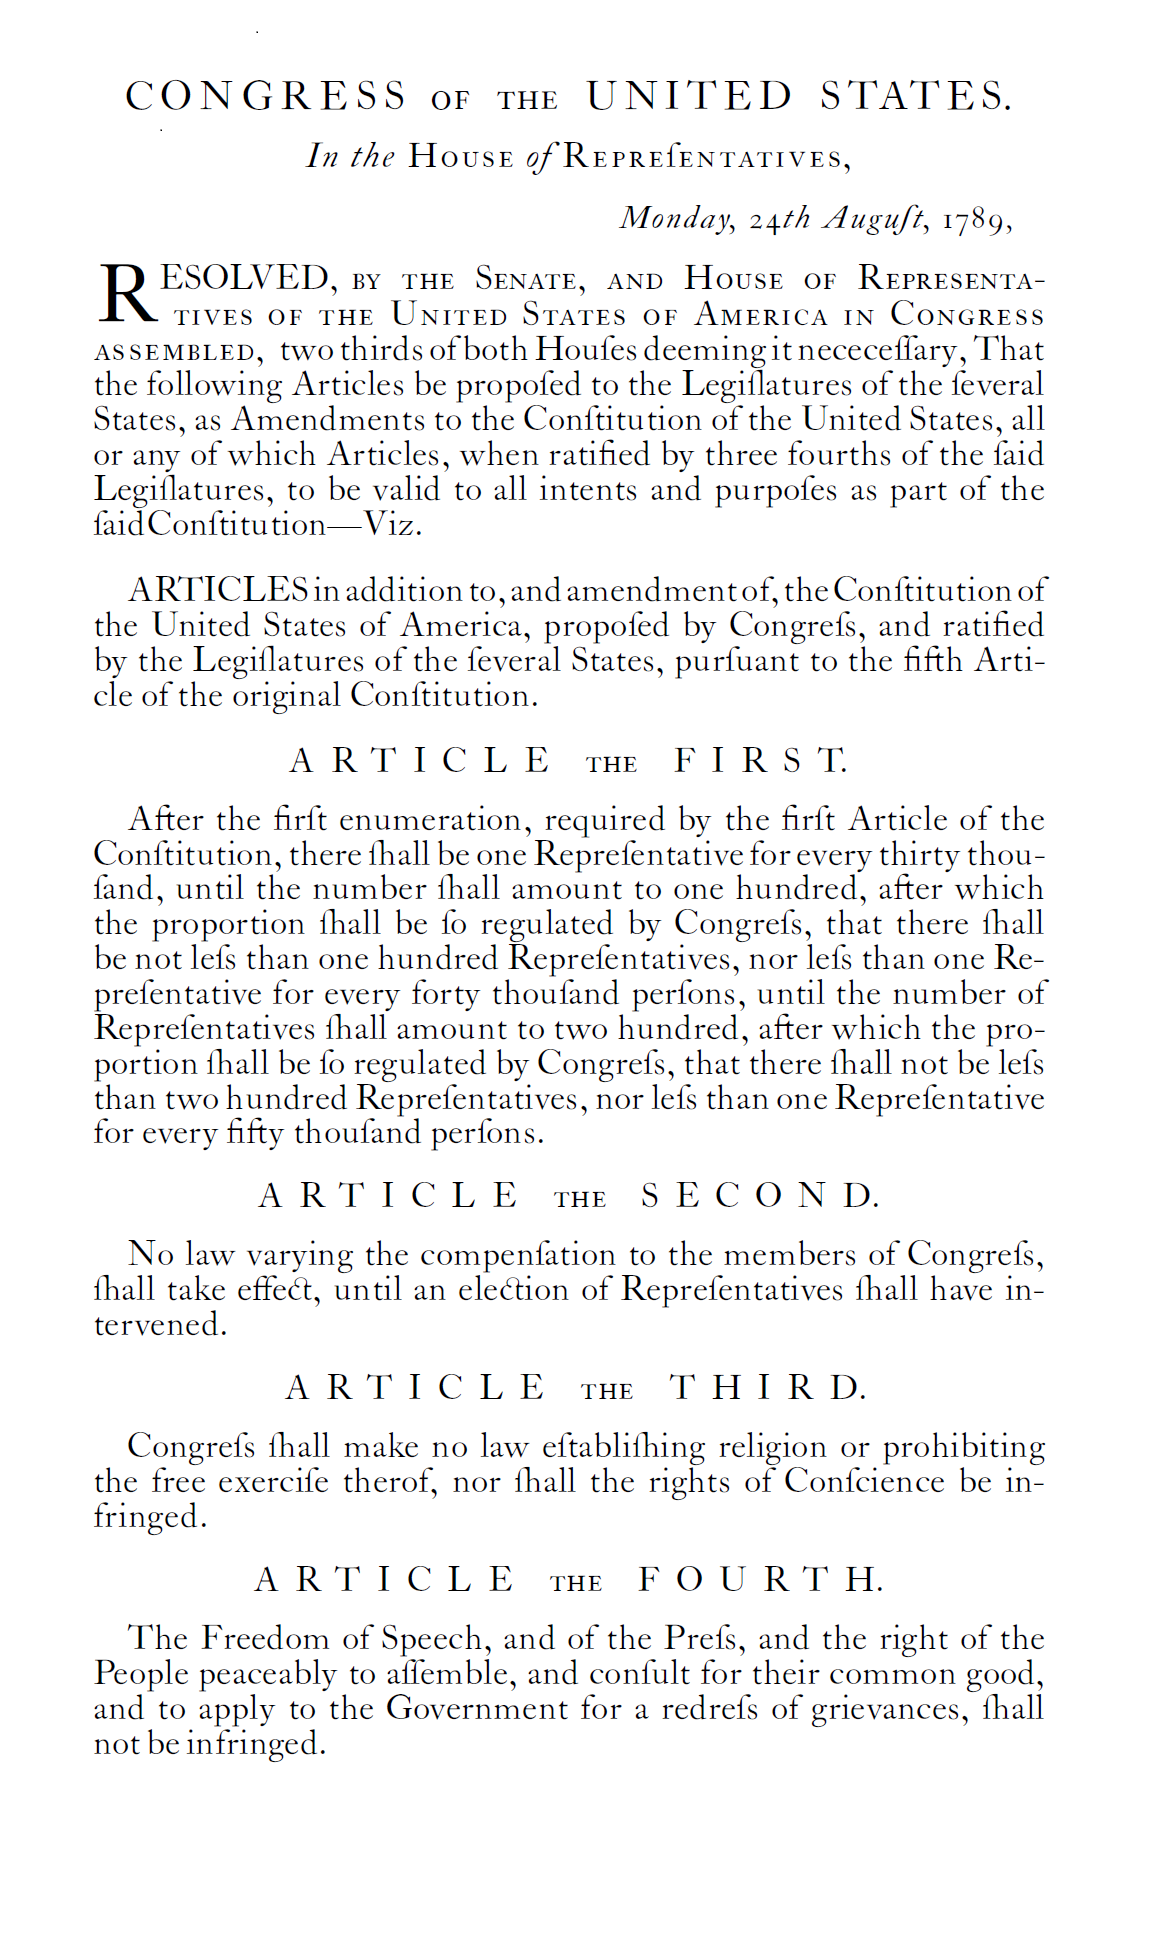 CONGRESS OF THE UNITED STATES.
In the HOUSE of REPREſENTATIVES,
Monday, 24th Auguſt, 1789,
RESOLVED, BY THE SENATE, AND HOUSE OF REPRESENTA-
TIVES OF THE UNITED STATES OF AMERICA IN CONGRESS
ASSEMBLED, two thirds of both Houſes deeming it nececeſſary, That
the following Articles be propoſed to the Legiſlatures of the ſeveral
States, as Amendments to the Conſtitution of the United States, all
or any of which Articles, when ratified by three fourths of the ſaid
Legiſlatures, to be valid to all intents and purpoſes as part of the
ſaid Conſtitution—Viz.
ARTICLES in addition to, and amendment of, the Conſtitution of
the United States of America, propoſed by Congreſs, and ratified
by the Legiſlatures of the ſeveral States, purſuant to the fifth Arti-
cle of the original Conſtitution.
ARTICLE THE FIRST.
After the firſt enumeration, required by the firſt Article of the
Conſtitution, there ſhall be one Repreſentative for every thirty thou-
ſand, until the number ſhall amount to one hundred, after which
the proportion ſhall be ſo regulated by Congreſs, that there ſhall
be not leſs than one hundred Repreſentatives, nor leſs than one Re-
preſentative for every forty thouſand perſons, until the number of
Repreſentatives ſhall amount to two hundred, after which the pro-
portion ſhall be ſo regulated by Congreſs, that there ſhall not be leſs
than two hundred Repreſentatives, nor leſs than one Repreſentative
for every fifty thouſand perſons.
ARTICLE THE SECOND.
No law varying the compenſation to the members of Congreſs,
ſhall take effect, until an election of Repreſentatives ſhall have in-
tervened.
ARTICLE THE THIRD.
Congreſs ſhall make no law eſtabliſhing religion or prohibiting
the free exerciſe therof, nor ſhall the rights of Conſcience be in-
fringed.
ARTICLE THE FOURTH.
The Freedom of Speech, and of the Preſs, and the right of the
People peaceably to aſſemble, and conſult for their common good,
and to apply to the Government for a redreſs of grievances, ſhall
not be infringed.